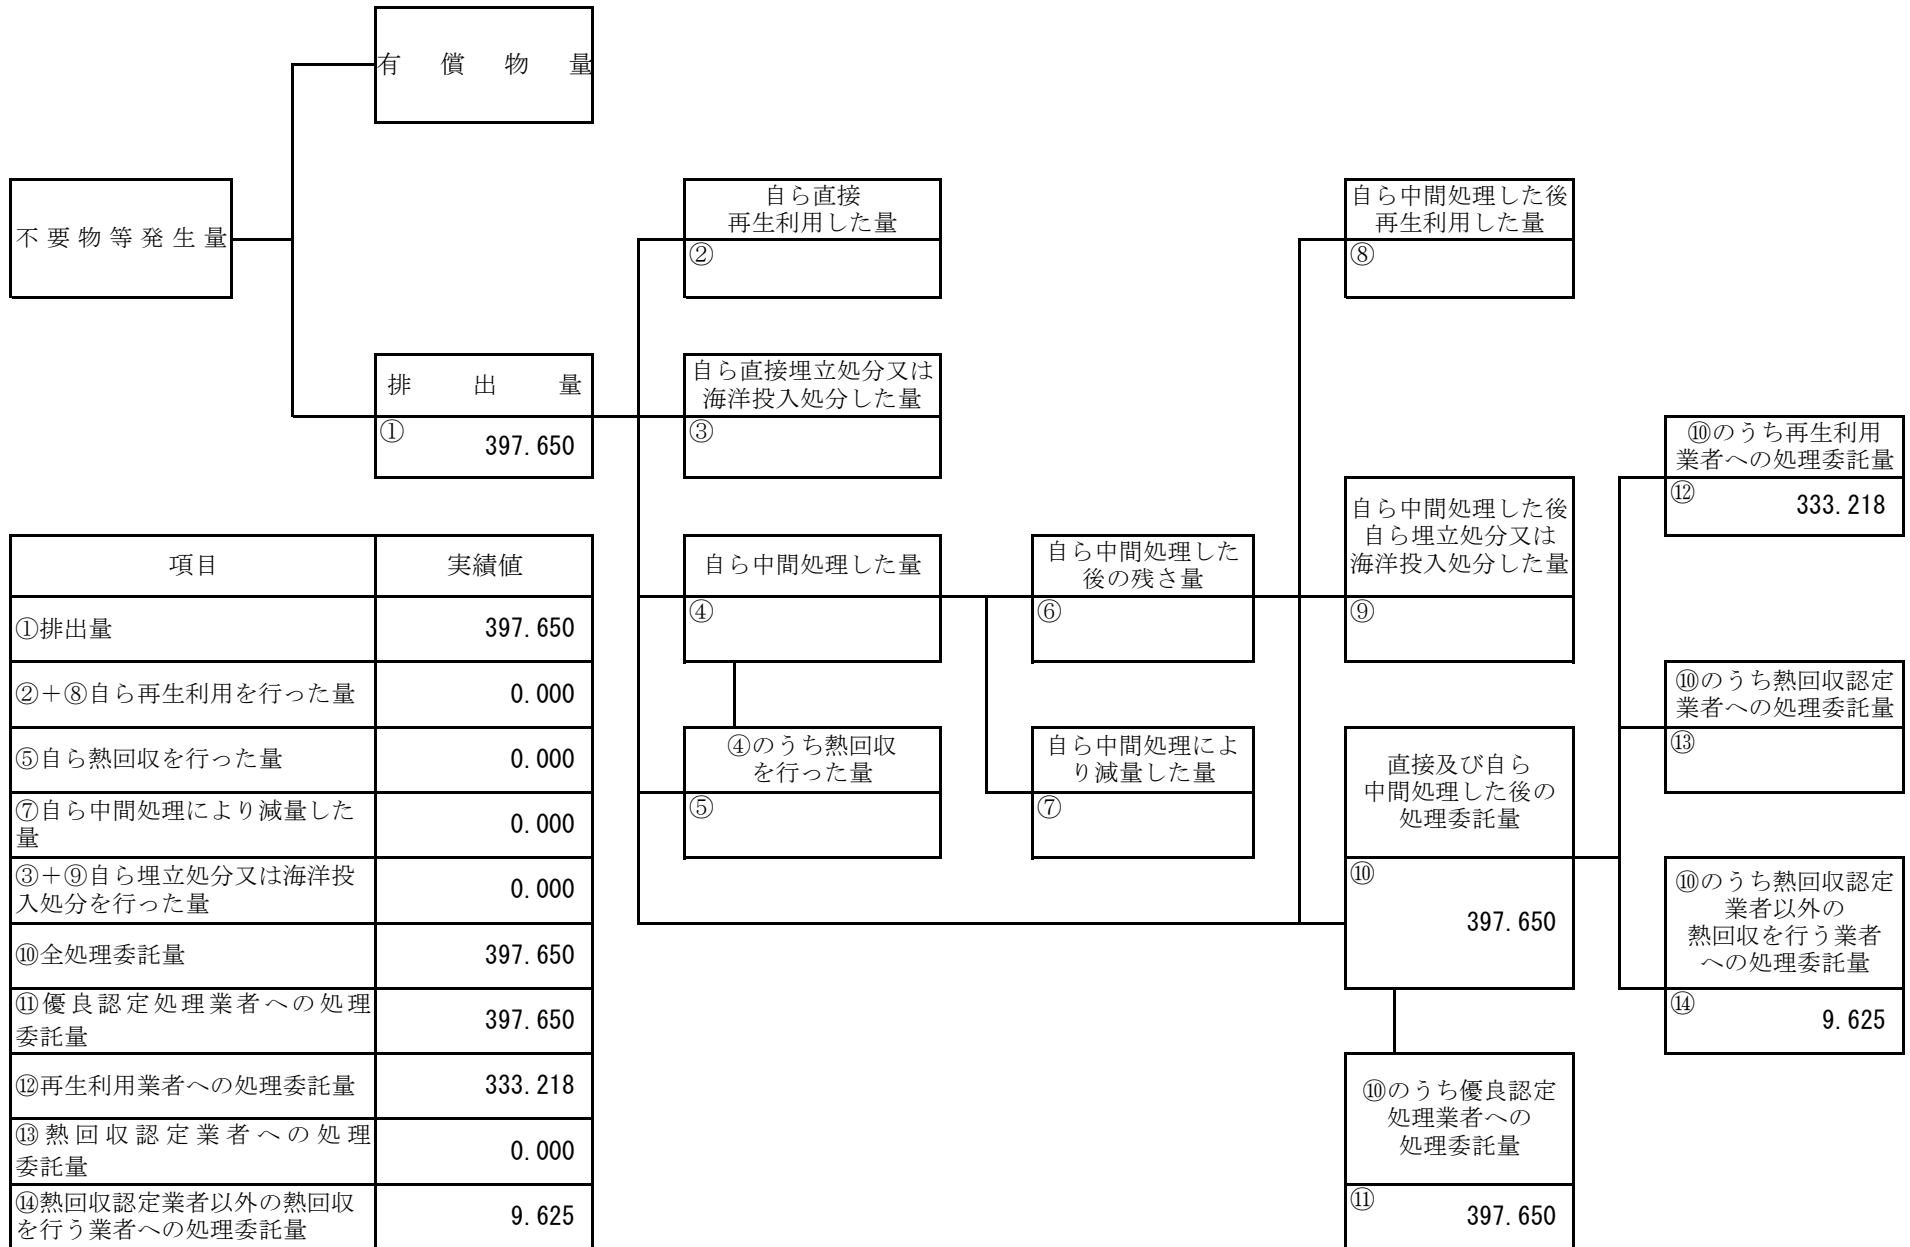 有償物量
不要物等発生量
排出量
①
397.650
自ら直接
再生利用した量
②
自ら直接埋立処分又は
海洋投入処分した量
③
自ら中間処理した量
④
④のうち熱回収
を行った量
⑤
自ら中間処理した
後の残さ量
⑥
自ら中間処理によ
り減量した量
⑦
自ら中間処理した後
再生利用した量
⑧
自ら中間処理した後
自ら埋立処分又は
海洋投入処分した量
⑨
直接及び自ら
中間処理した後の
処理委託量
⑩
397.650
⑩のうち優良認定
処理業者への
処理委託量
⑪
397.650
⑩のうち再生利用
業者への処理委託量
⑫
333.218
⑩のうち熱回収認定
業者への処理委託量
⑬
⑩のうち熱回収認定
業者以外の
熱回収を行う業者
への処理委託量
⑭
9.625
項目 実績値
①排出量 397.650
②＋⑧自ら再生利用を行った量 0.000
⑤自ら熱回収を行った量 0.000
⑦自ら中間処理により減量した
量 0.000
③＋⑨自ら埋立処分又は海洋投
入処分を行った量 0.000
⑩全処理委託量 397.650
⑪優良認定処理業者への処理
委託量 397.650
⑫再生利用業者への処理委託量 333.218
⑬熱回収認定業者への処理
委託量 0.000
⑭熱回収認定業者以外の熱回収
を行う業者への処理委託量 9.625